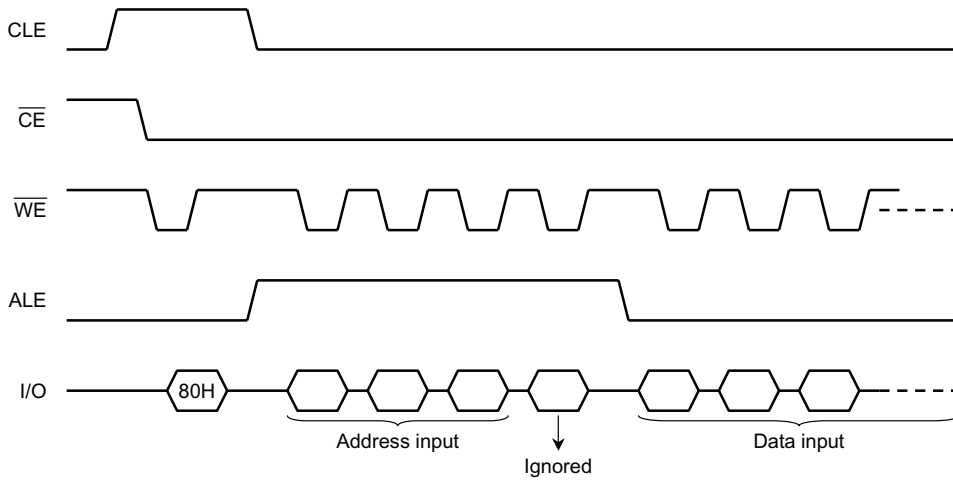 CLE
CE
WE
ALE
I/O
80H
Address input
Ignored
Data input